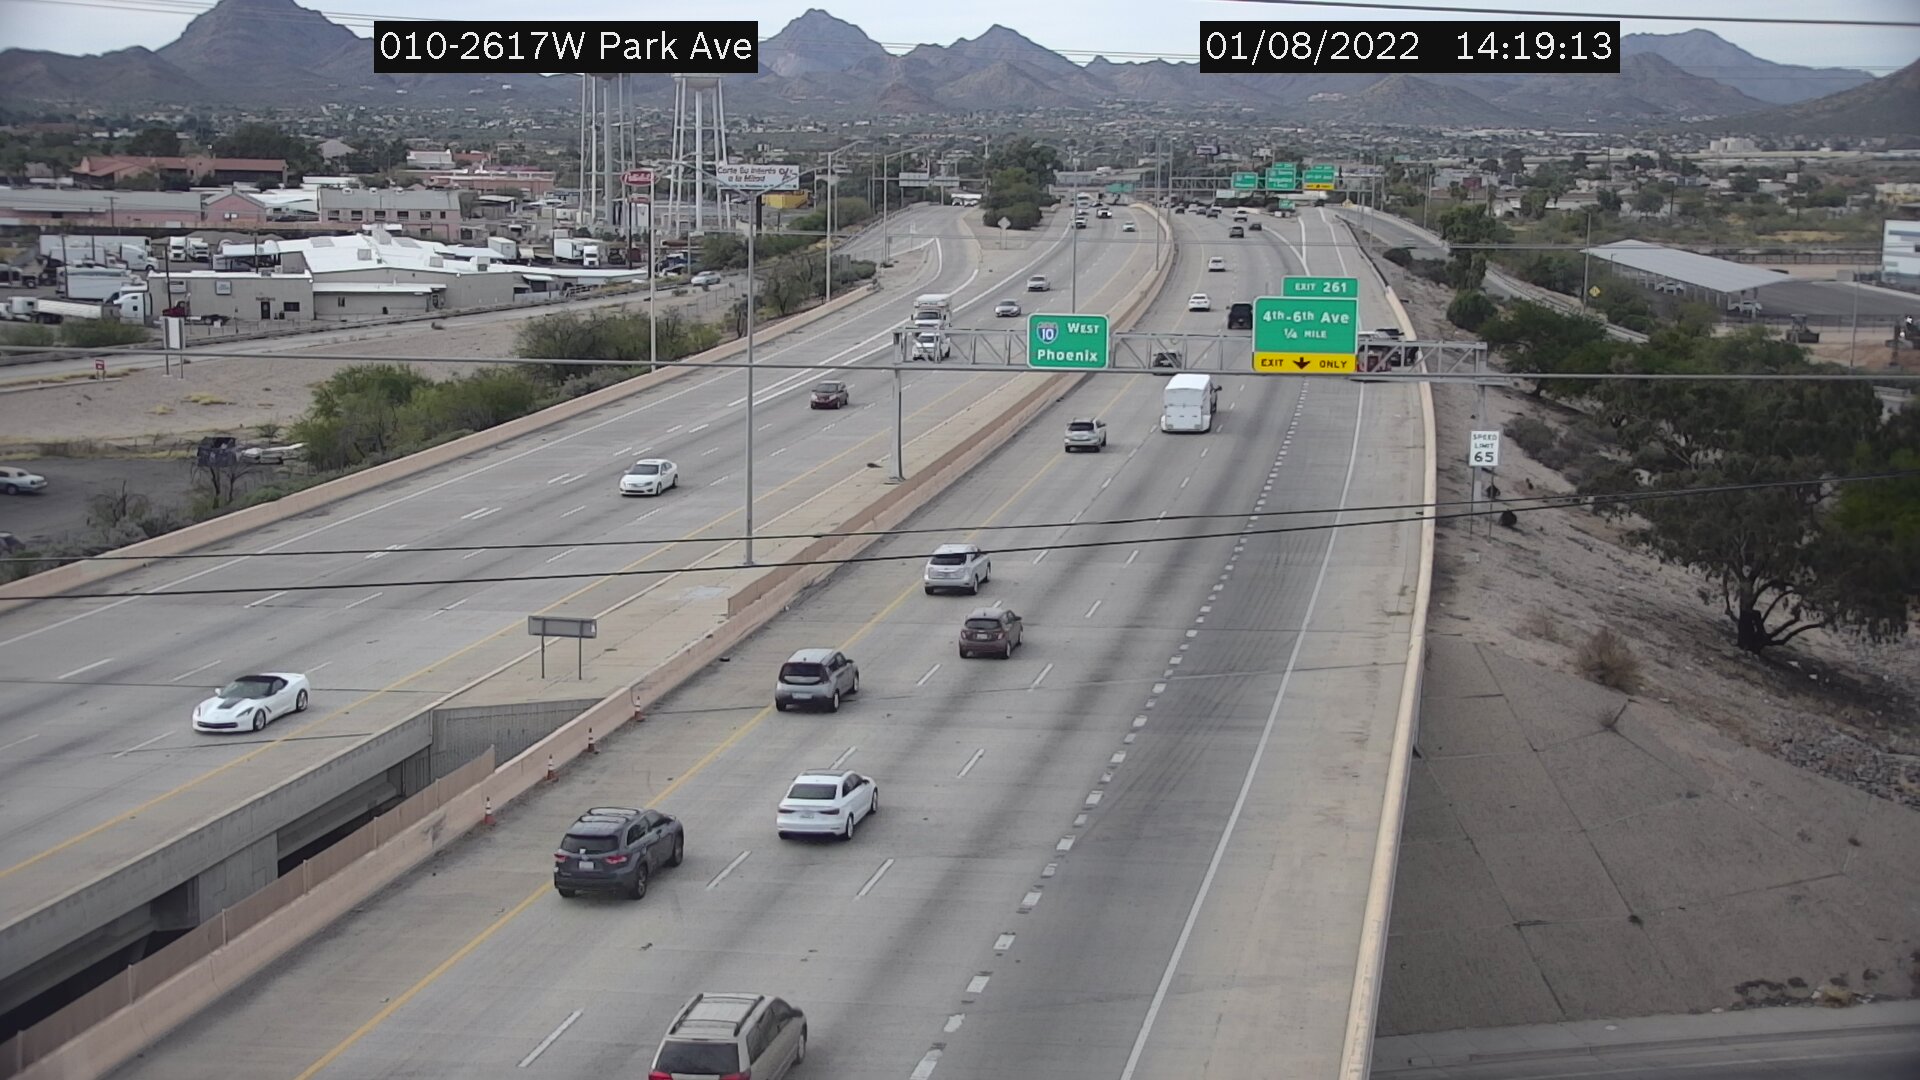 010-2617W Park Ave
01/08/2022 14:19:13
EXIT 261
10 WEST
Phoenix
4th-6th Ave
1/4 MILE
EXIT ONLY
SPEED
LIMIT
65